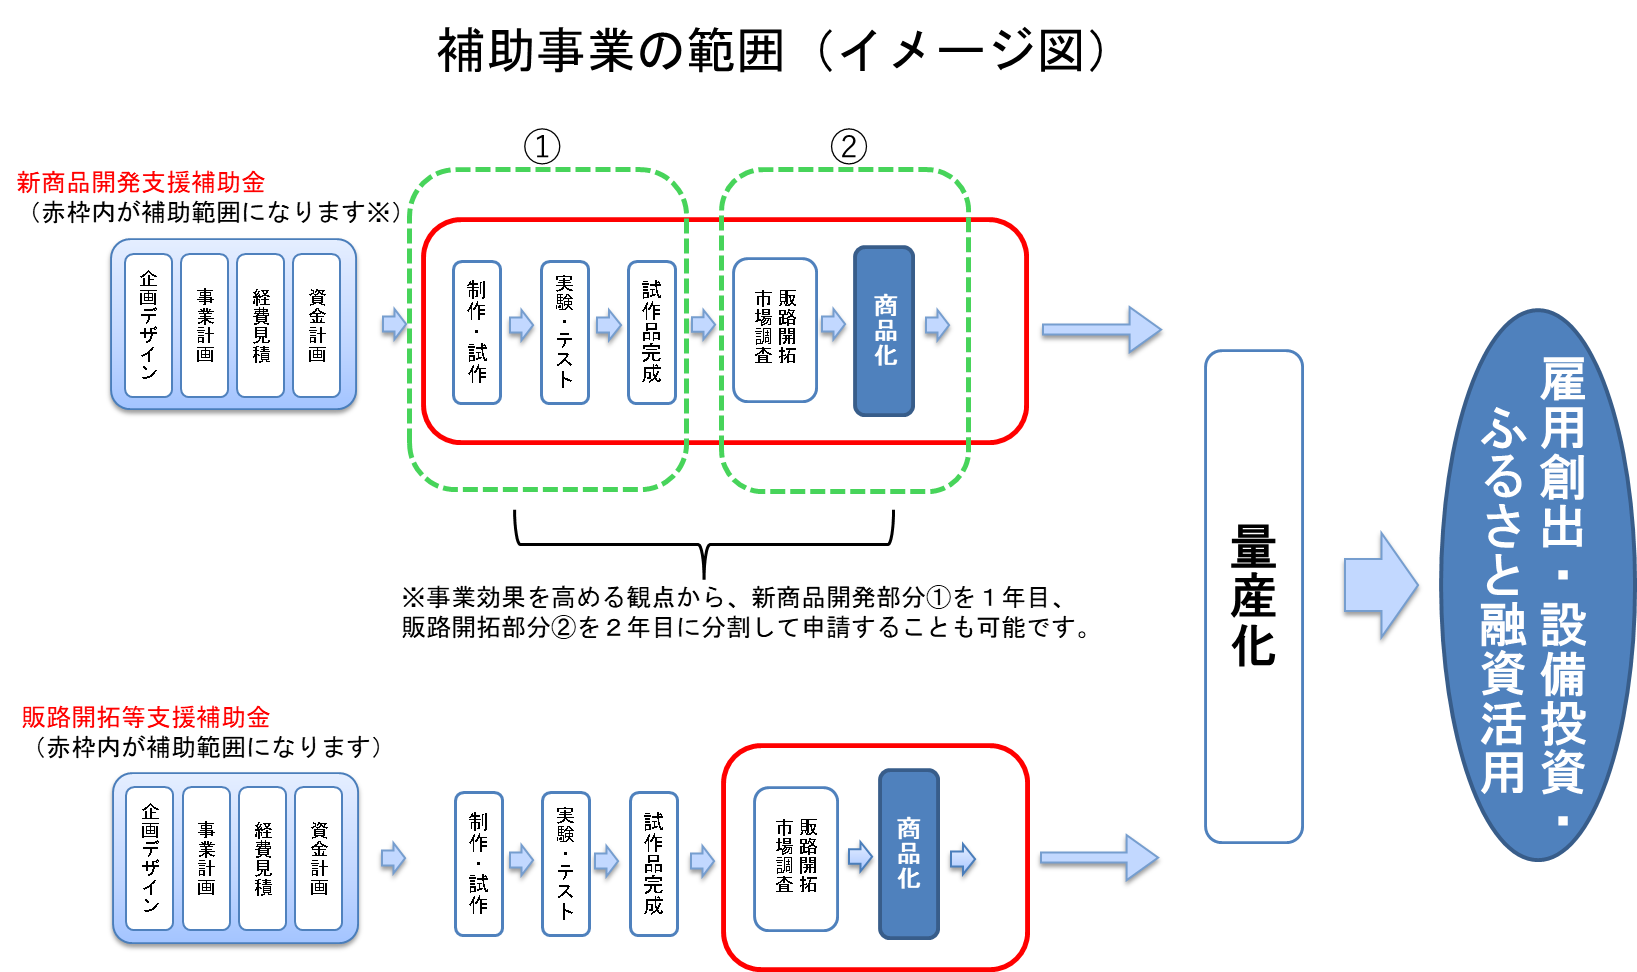 補助事業の範囲（イメージ図）
①
②
新商品開発支援補助金
（赤枠内が補助範囲になります※）
企画デザイン
事業計画
経費見積
資金計画
制作・試作
実験・テスト
試作品完成
販路開拓
市場調査
商品化
※事業効果を高める観点から、新商品開発部分①を１年目、
販路開拓部分②を２年目に分割して申請することも可能です。
販路開拓等支援補助金
（赤枠内が補助範囲になります）
企画デザイン
事業計画
経費見積
資金計画
制作・試作
実験・テスト
試作品完成
販路開拓
市場調査
商品化
量産化
雇用創出・設備投資・
ふるさと融資活用